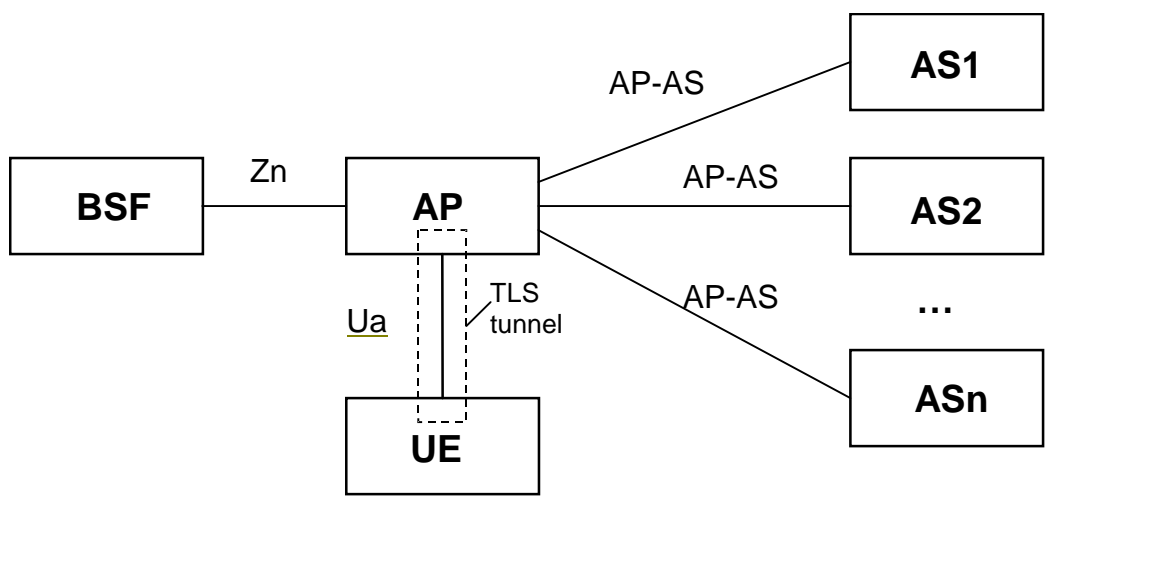 AS1
AP-AS
Zn
AP-AS
BSF
AP
AS2
AP-AS
TLS
tunnel
Ua
...
ASn
UE